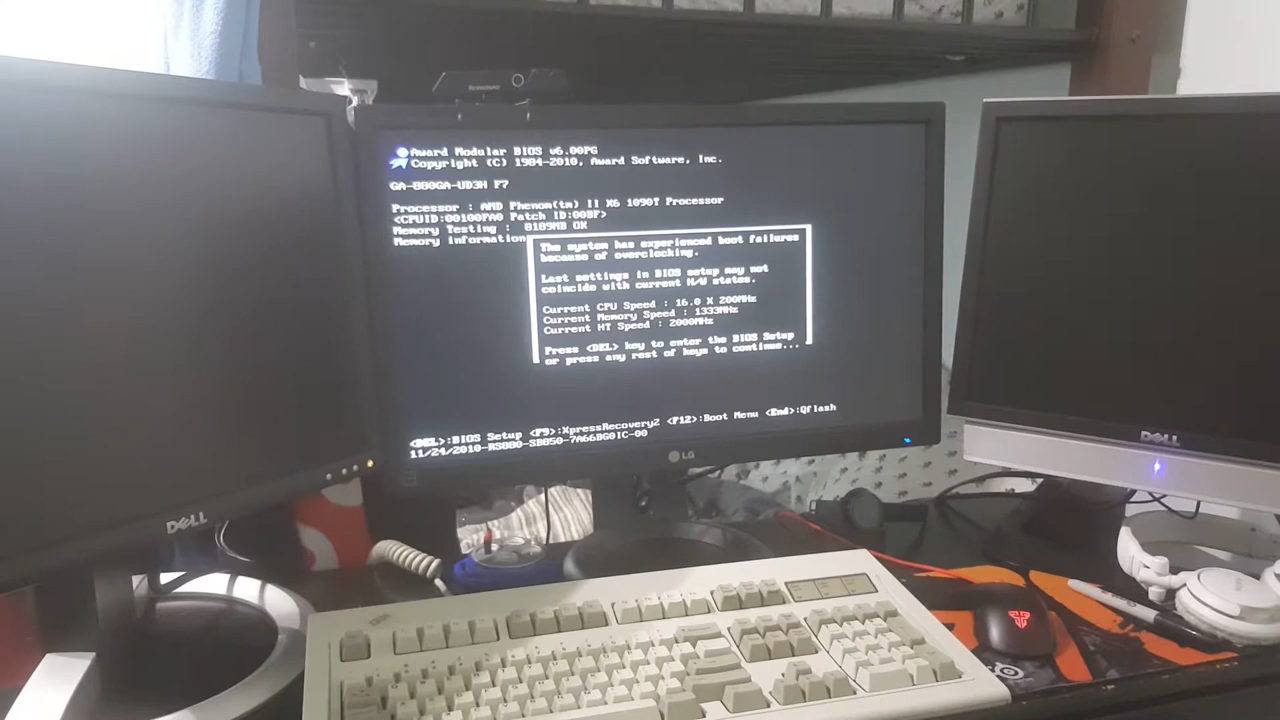 lenovo
Award Modular BIOS v6.00PG
Copyright (C) 1984-2010, Award Software, Inc.
GA-880GA-UD3H F7
Processor : AMD Phenom(tm) II X6 1090T Processor
<CPUID:00100FA0 Patch ID:00BF>
Memory Testing : 8189MB OK
Memory information
The system has experienced boot failures
because of overclocking.
Last settings in BIOS setup may not
coincide with current H/W states.
Current CPU Speed : 16.0 X 200MHz
Current Memory Speed : 1333MHz
Current HT Speed : 2000MHz
Press <DEL> key to enter the BIOS Setup
or press any rest of keys to continue...
<DEL>:BIOS Setup <F9>:XpressRecovery2 <F12>:Boot Menu <End>:Qflash
11/24/2010-RS880-SB850-7A66BG0IC-00
LG
DELL
DELL